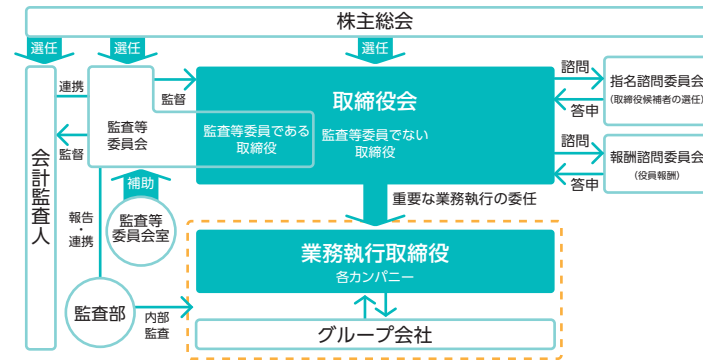 株主総会
選任
選任
選任
連携
監督
監査等
委員会
監督
会計監査人
取締役会
監査等委員である
取締役
監査等委員でない
取締役
諮問
答申
指名諮問委員会
(取締役候補者の選任)
諮問
答申
報酬諮問委員会
(役員報酬)
補助
監査等
委員会室
報告
・
連携
重要な業務執行の委任
業務執行取締役
各カンパニー
監査部
内部
監査
グループ会社